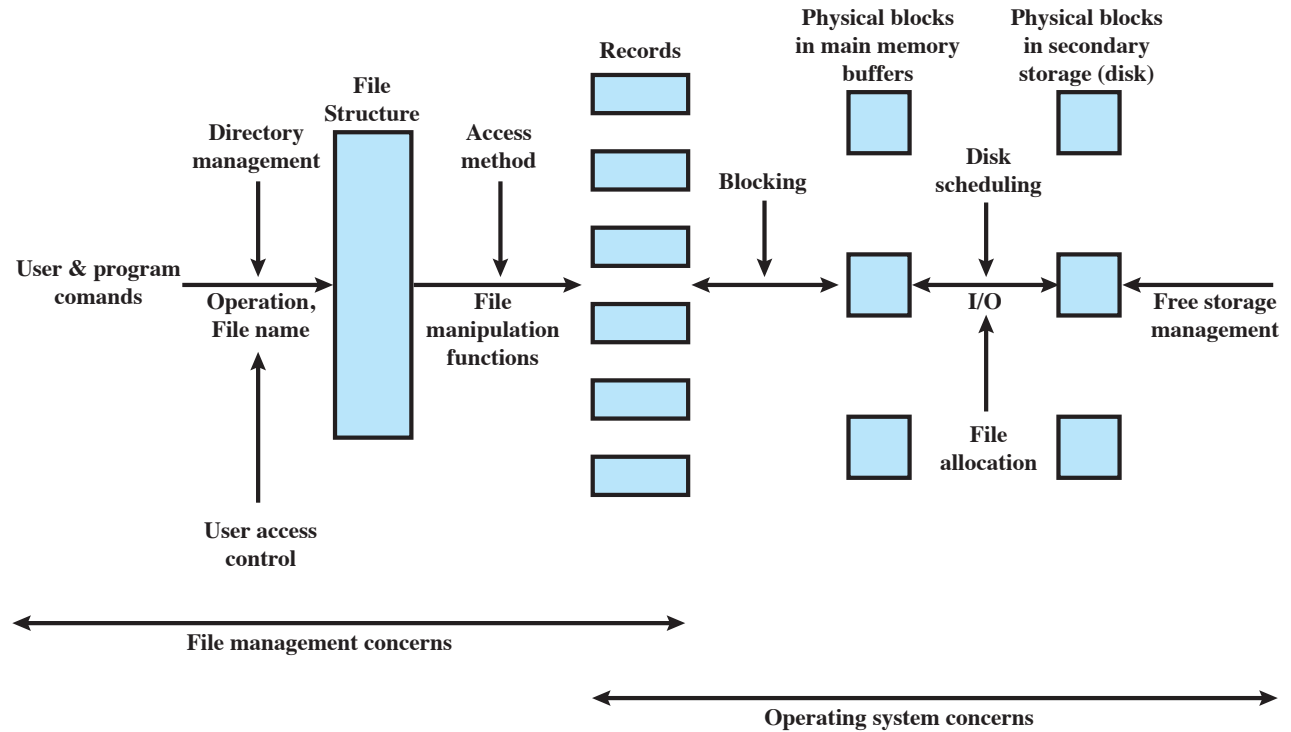 Physical blocks
in main memory
buffers
Physical blocks
in secondary
storage (disk)
Records
File
Structure
Directory
management
Access
method
Blocking
Disk
scheduling
User & program
comands
Operation,
File name
File
manipulation
functions
I/O
Free storage
management
File
allocation
User access
control
File management concerns
Operating system concerns